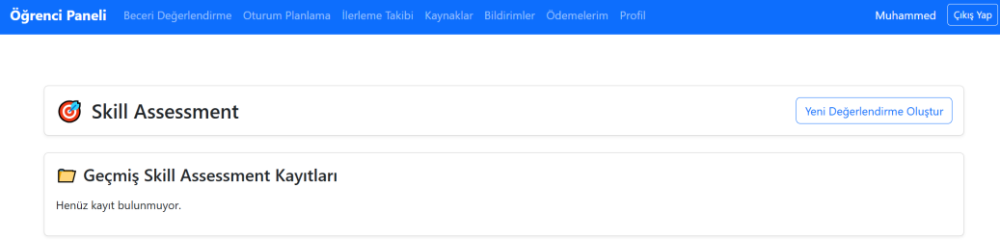 Öğrenci Paneli Beceri Değerlendirme Oturum Planlama İlerleme Takibi Kaynaklar Bildirimler Ödemelerim Profil Muhammed Çıkış Yap
Skill Assessment Yeni Değerlendirme Oluştur
Geçmiş Skill Assessment Kayıtları
Henüz kayıt bulunmuyor.